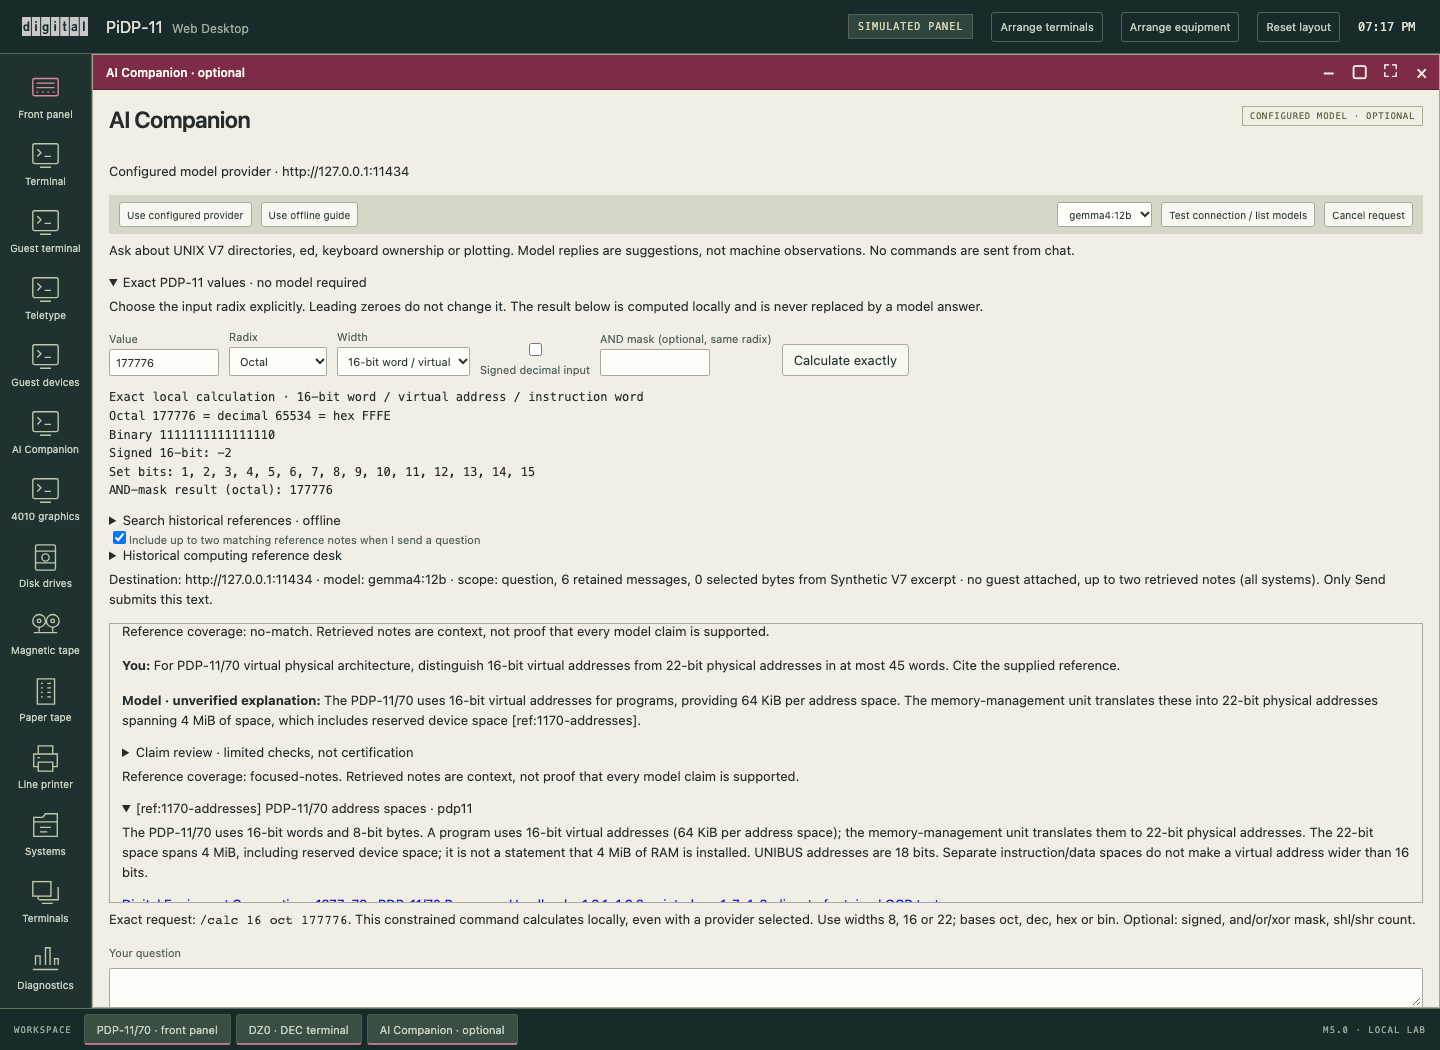 digital PiDP-11 Web Desktop SIMULATED PANEL Arrange terminals Arrange equipment Reset layout 07:17 PM
Front panel
Terminal
Guest terminal
Teletype
Guest devices
AI Companion
4010 graphics
Disk drives
Magnetic tape
Paper tape
Line printer
Systems
Terminals
Diagnostics
AI Companion · optional
AI Companion
CONFIGURED MODEL · OPTIONAL
Configured model provider · http://127.0.0.1:11434
Use configured provider Use offline guide gemma4:12b Test connection / list models Cancel request
Ask about UNIX V7 directories, ed, keyboard ownership or plotting. Model replies are suggestions, not machine observations. No commands are sent from chat.
▼ Exact PDP-11 values · no model required
Choose the input radix explicitly. Leading zeroes do not change it. The result below is computed locally and is never replaced by a model answer.
Value Radix Width AND mask (optional, same radix)
177776 Octal 16-bit word / virtual Signed decimal input Calculate exactly
Exact local calculation · 16-bit word / virtual address / instruction word
Octal 177776 = decimal 65534 = hex FFFE
Binary 1111111111111110
Signed 16-bit: -2
Set bits: 1, 2, 3, 4, 5, 6, 7, 8, 9, 10, 11, 12, 13, 14, 15
AND-mask result (octal): 177776
▶ Search historical references · offline
Include up to two matching reference notes when I send a question
▶ Historical computing reference desk
Destination: http://127.0.0.1:11434 · model: gemma4:12b · scope: question, 6 retained messages, 0 selected bytes from Synthetic V7 excerpt · no guest attached, up to two retrieved notes (all systems). Only Send
submits this text.
Reference coverage: no-match. Retrieved notes are context, not proof that every model claim is supported.
You: For PDP-11/70 virtual physical architecture, distinguish 16-bit virtual addresses from 22-bit physical addresses in at most 45 words. Cite the supplied reference.
Model · unverified explanation: The PDP-11/70 uses 16-bit virtual addresses for programs, providing 64 KiB per address space. The memory-management unit translates these into 22-bit physical addresses
spanning 4 MiB of space, which includes reserved device space [ref:1170-addresses].
▶ Claim review · limited checks, not certification
Reference coverage: focused-notes. Retrieved notes are context, not proof that every model claim is supported.
▼ [ref:1170-addresses] PDP-11/70 address spaces · pdp11
The PDP-11/70 uses 16-bit words and 8-bit bytes. A program uses 16-bit virtual addresses (64 KiB per address space); the memory-management unit translates them to 22-bit physical addresses. The 22-bit
space spans 4 MiB, including reserved device space; it is not a statement that 4 MiB of RAM is installed. UNIBUS addresses are 18 bits. Separate instruction/data spaces do not make a virtual address wider than 16
bits.
Exact request: /calc 16 oct 177776. This constrained command calculates locally, even with a provider selected. Use widths 8, 16 or 22; bases oct, dec, hex or bin. Optional: signed, and/or/xor mask, shl/shr count.
Your question
WORKSPACE PDP-11/70 · front panel DZ0 · DEC terminal AI Companion · optional M5.0 · LOCAL LAB